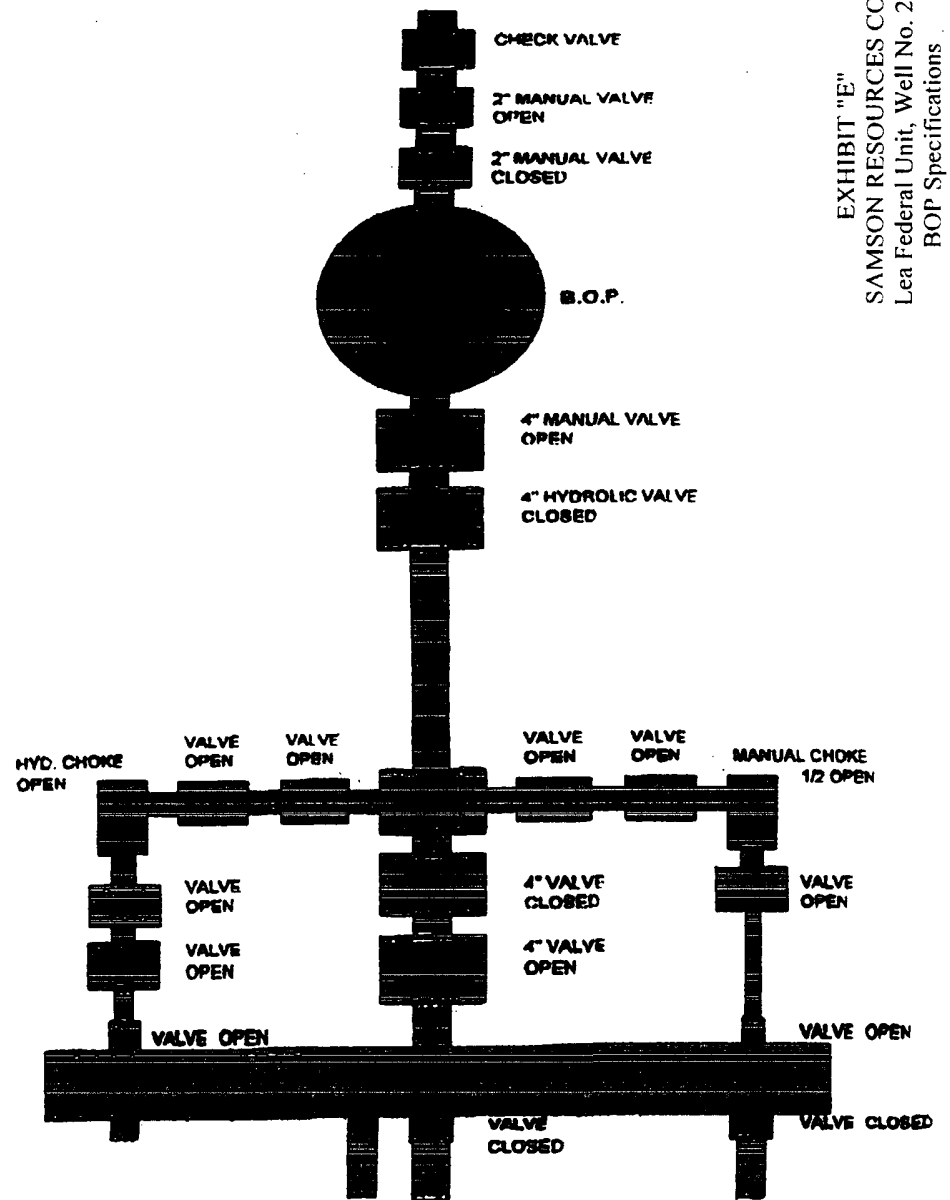 CHECK VALVE
2" MANUAL VALVE
OPEN
2" MANUAL VALVE
CLOSED
B.O.P.
4" MANUAL VALVE
OPEN
4" HYDROLIC VALVE
CLOSED
HYD. CHOKE
OPEN
VALVE
OPEN
VALVE
OPEN
VALVE
OPEN
VALVE
OPEN
MANUAL CHOKE
1/2 OPEN
VALVE
OPEN
4" VALVE
CLOSED
VALVE
OPEN
VALVE
OPEN
4" VALVE
OPEN
VALVE OPEN
VALVE OPEN
VALVE
CLOSED
VALVE CLOSED
EXHIBIT "E"
SAMSON RESOURCES
Lea Federal Unit, Well No. 2
BOP Specifications